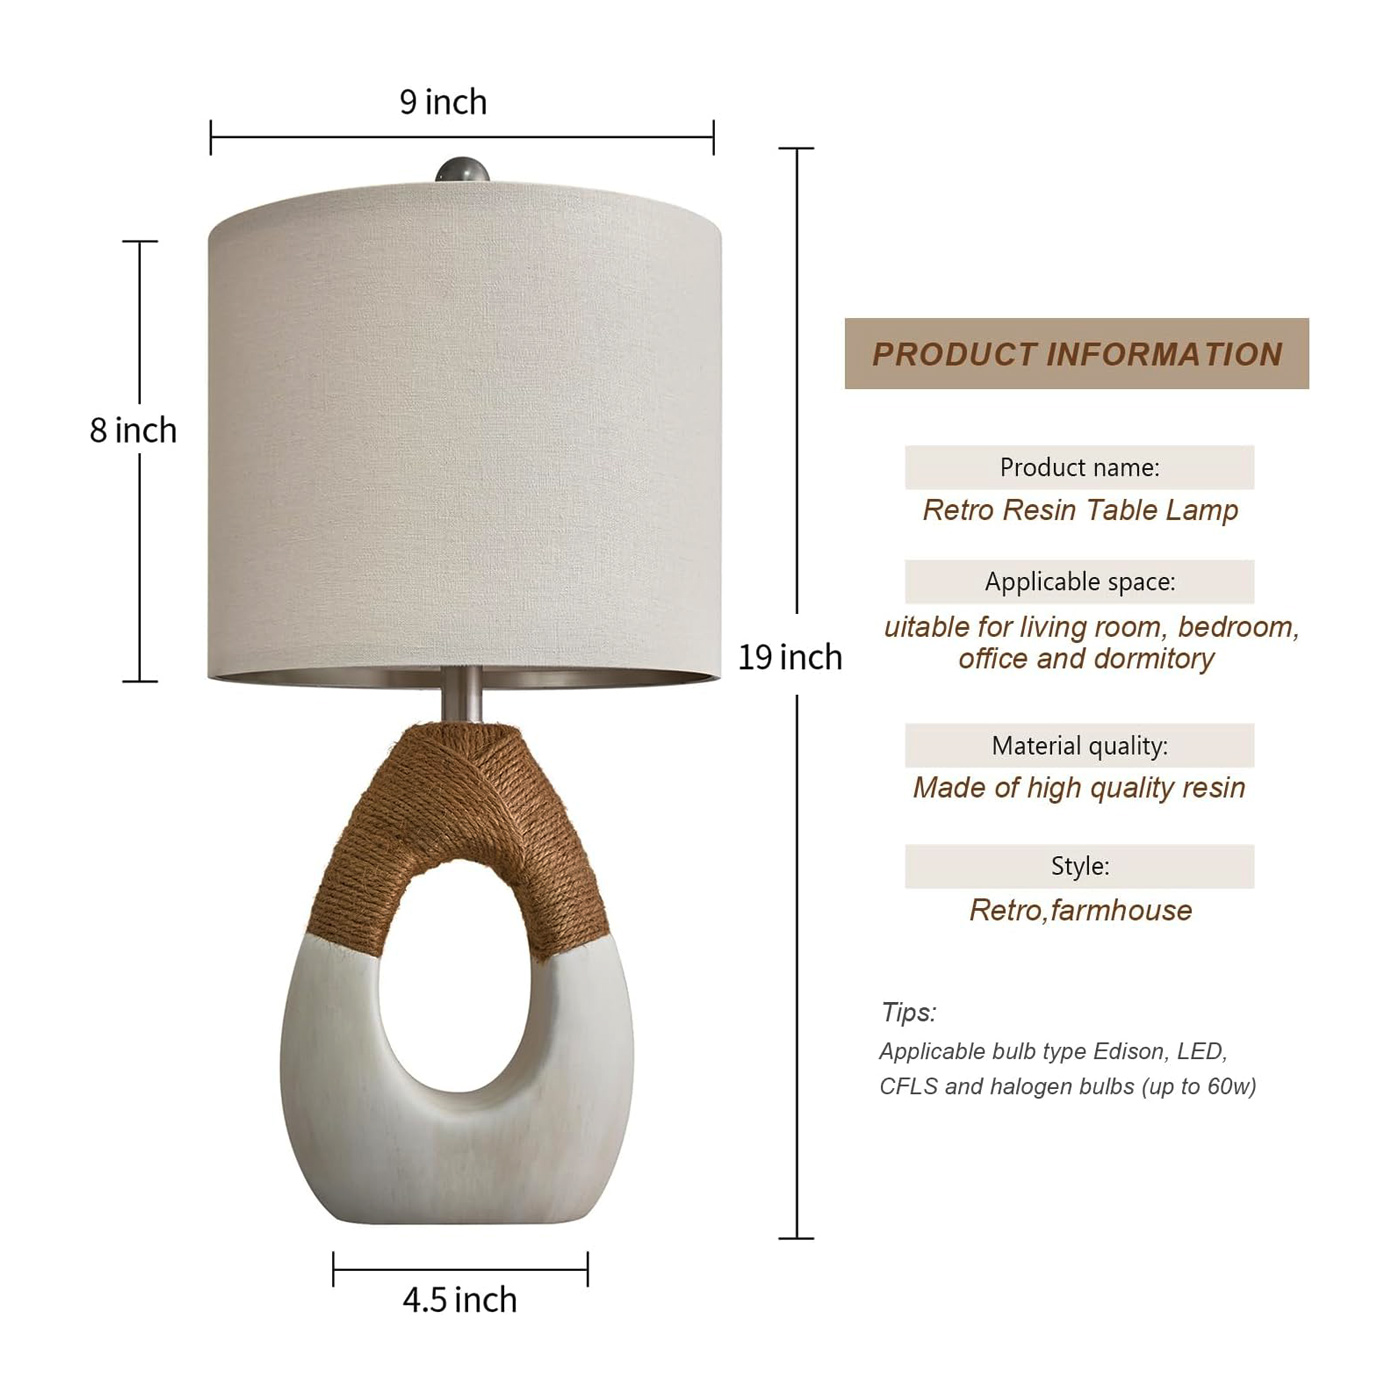 9 inch
8 inch
19 inch
4.5 inch
PRODUCT INFORMATION
Product name:
Retro Resin Table Lamp
Applicable space:
uitable for living room, bedroom,
office and dormitory
Material quality:
Made of high quality resin
Style:
Retro,farmhouse
Tips:
Applicable bulb type Edison, LED,
CFLS and halogen bulbs (up to 60w)